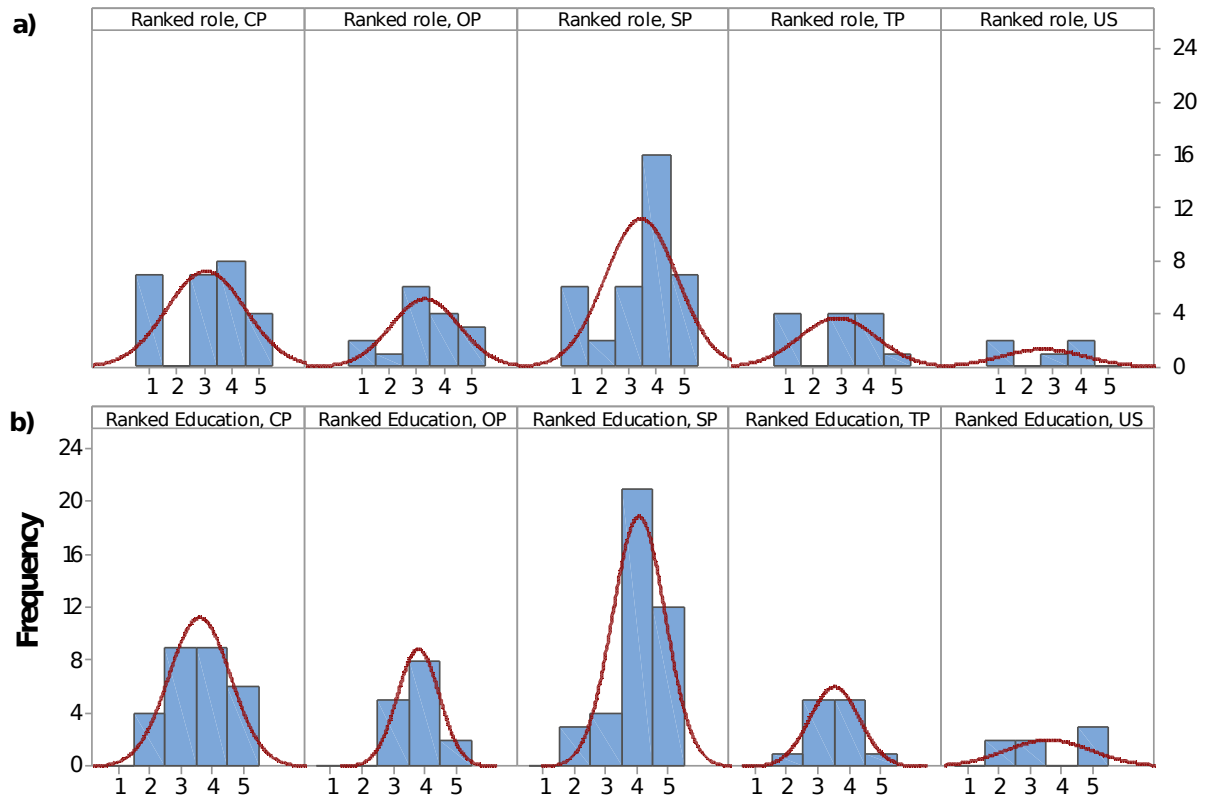 a)
Ranked role, CP Ranked role, OP Ranked role, SP Ranked role, TP Ranked role, US
24
20
16
12
8
4
0
1 2 3 4 5 1 2 3 4 5 1 2 3 4 5 1 2 3 4 5 1 2 3 4 5
b)
Ranked Education, CP Ranked Education, OP Ranked Education, SP Ranked Education, TP Ranked Education, US
24
20
16
12
8
4
0
Frequency
1 2 3 4 5 1 2 3 4 5 1 2 3 4 5 1 2 3 4 5 1 2 3 4 5